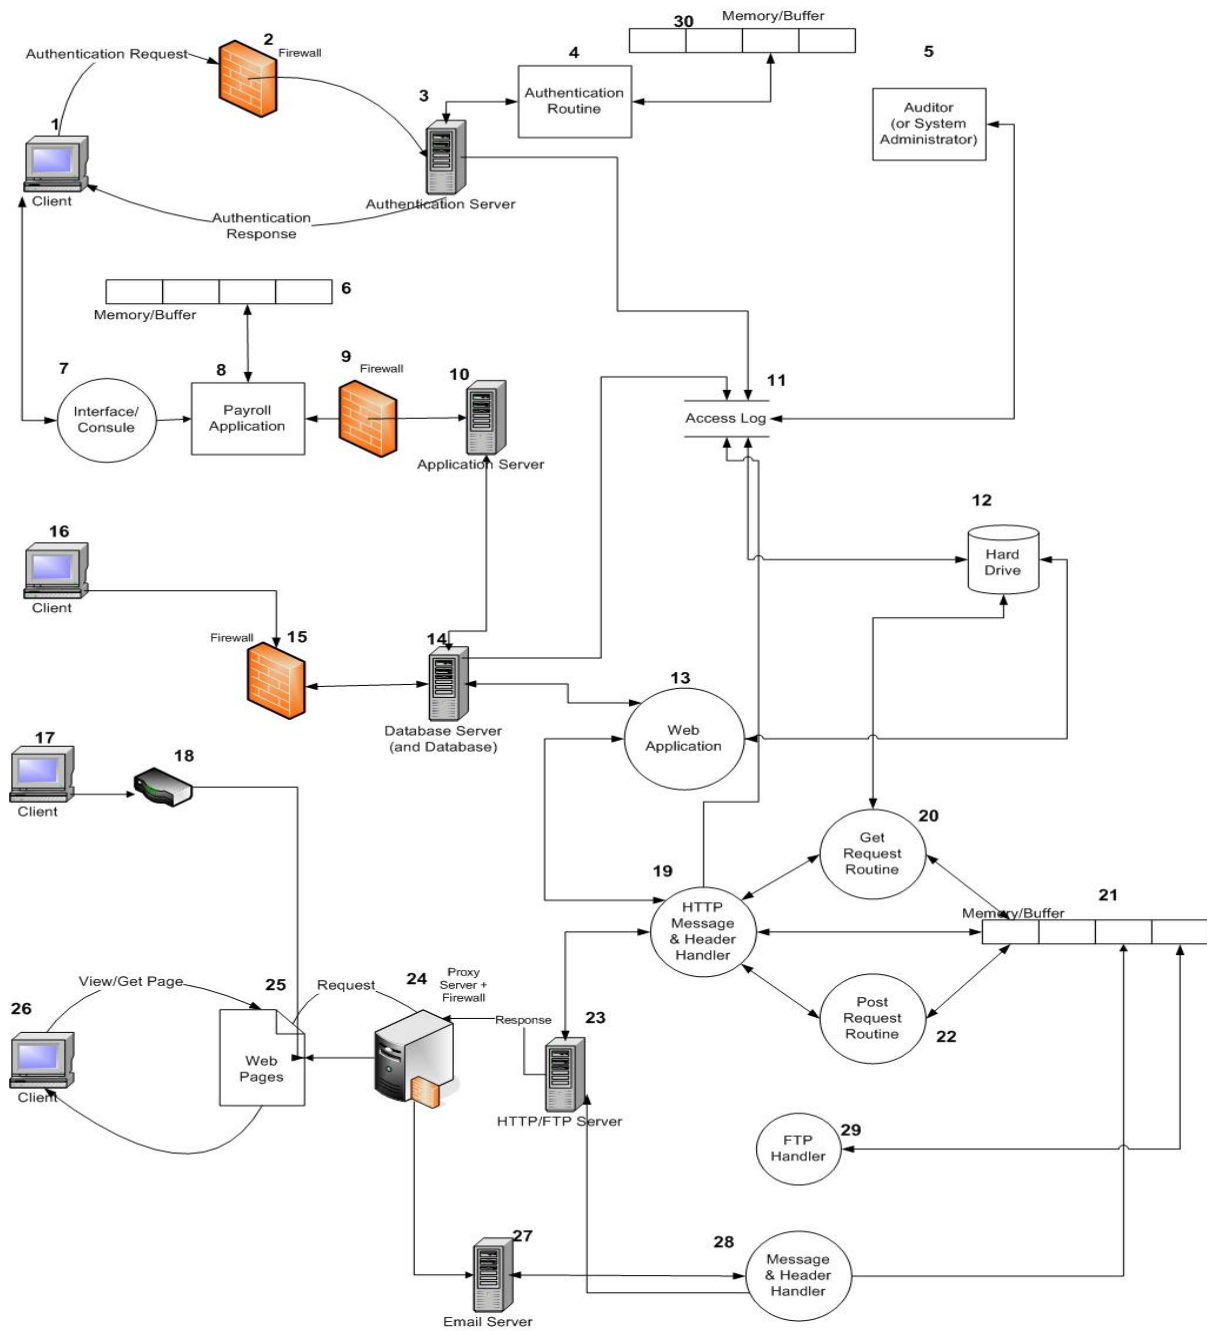 30
Memory/Buffer
2
Firewall
Authentication Request
4
5
3
Authentication
Routine
Auditor
(or System
Administrator)
1
Client
Authentication Server
Authentication
Response
6
Memory/Buffer
7
8
9
Firewall
10
11
Interface/
Consule
Payroll
Application
Access Log
Application Server
12
16
Hard
Drive
Client
Firewall
15
14
13
Database Server
(and Database)
Web
Application
17
18
Client
20
Get
Request
Routine
19
HTTP
Message
& Header
Handler
21
Memory/Buffer
View/Get Page
25
Request
24
Proxy
Server +
Firewall
Response
23
Post
Request
Routine
22
26
Web
Pages
Client
HTTP/FTP Server
FTP
Handler
29
27
28
Message
& Header
Handler
Email Server